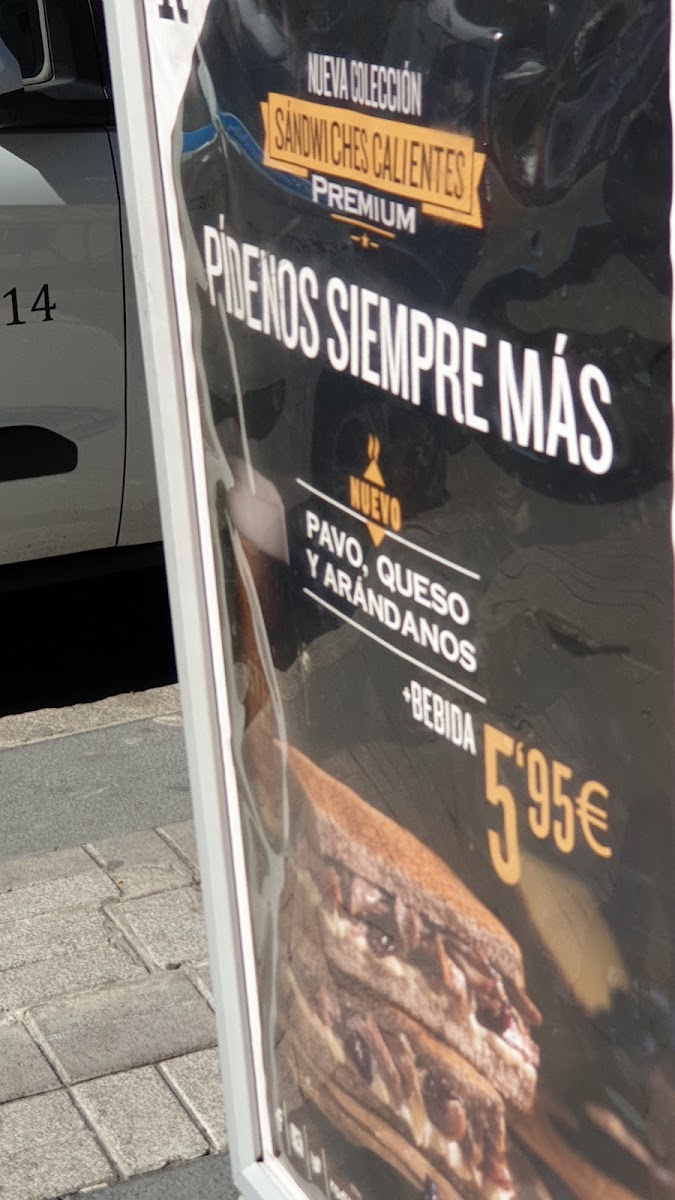 NUEVA COLECCIÓN
SÁNDWICHES CALIENTES
PREMIUM
PÍDENOS SIEMPRE MÁS
NUEVO
PAVO, QUESO
Y ARÁNDANOS
+BEBIDA
5'95€
14